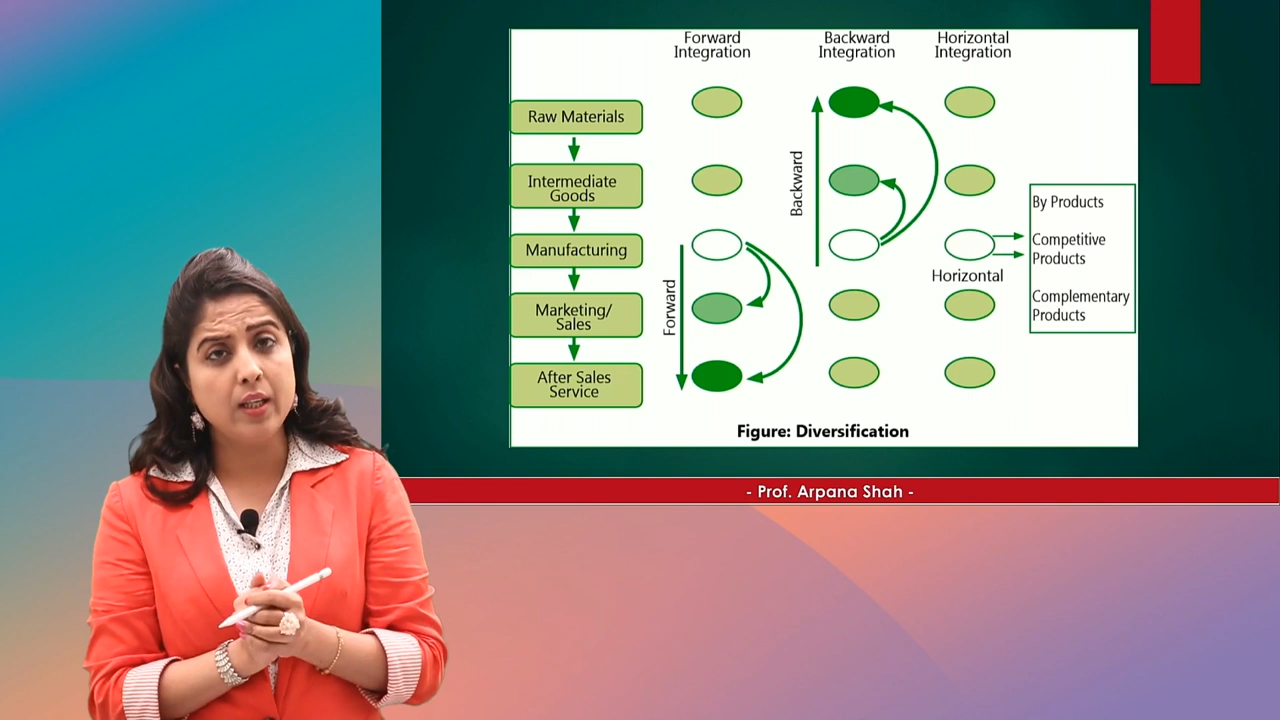 Forward
Integration
Backward
Integration
Horizontal
Integration
Raw Materials
Intermediate
Goods
Manufacturing
Marketing/
Sales
After Sales
Service
Forward
Backward
Horizontal
By Products
Competitive
Products
Complementary
Products
Figure: Diversification
- Prof. Arpana Shah -